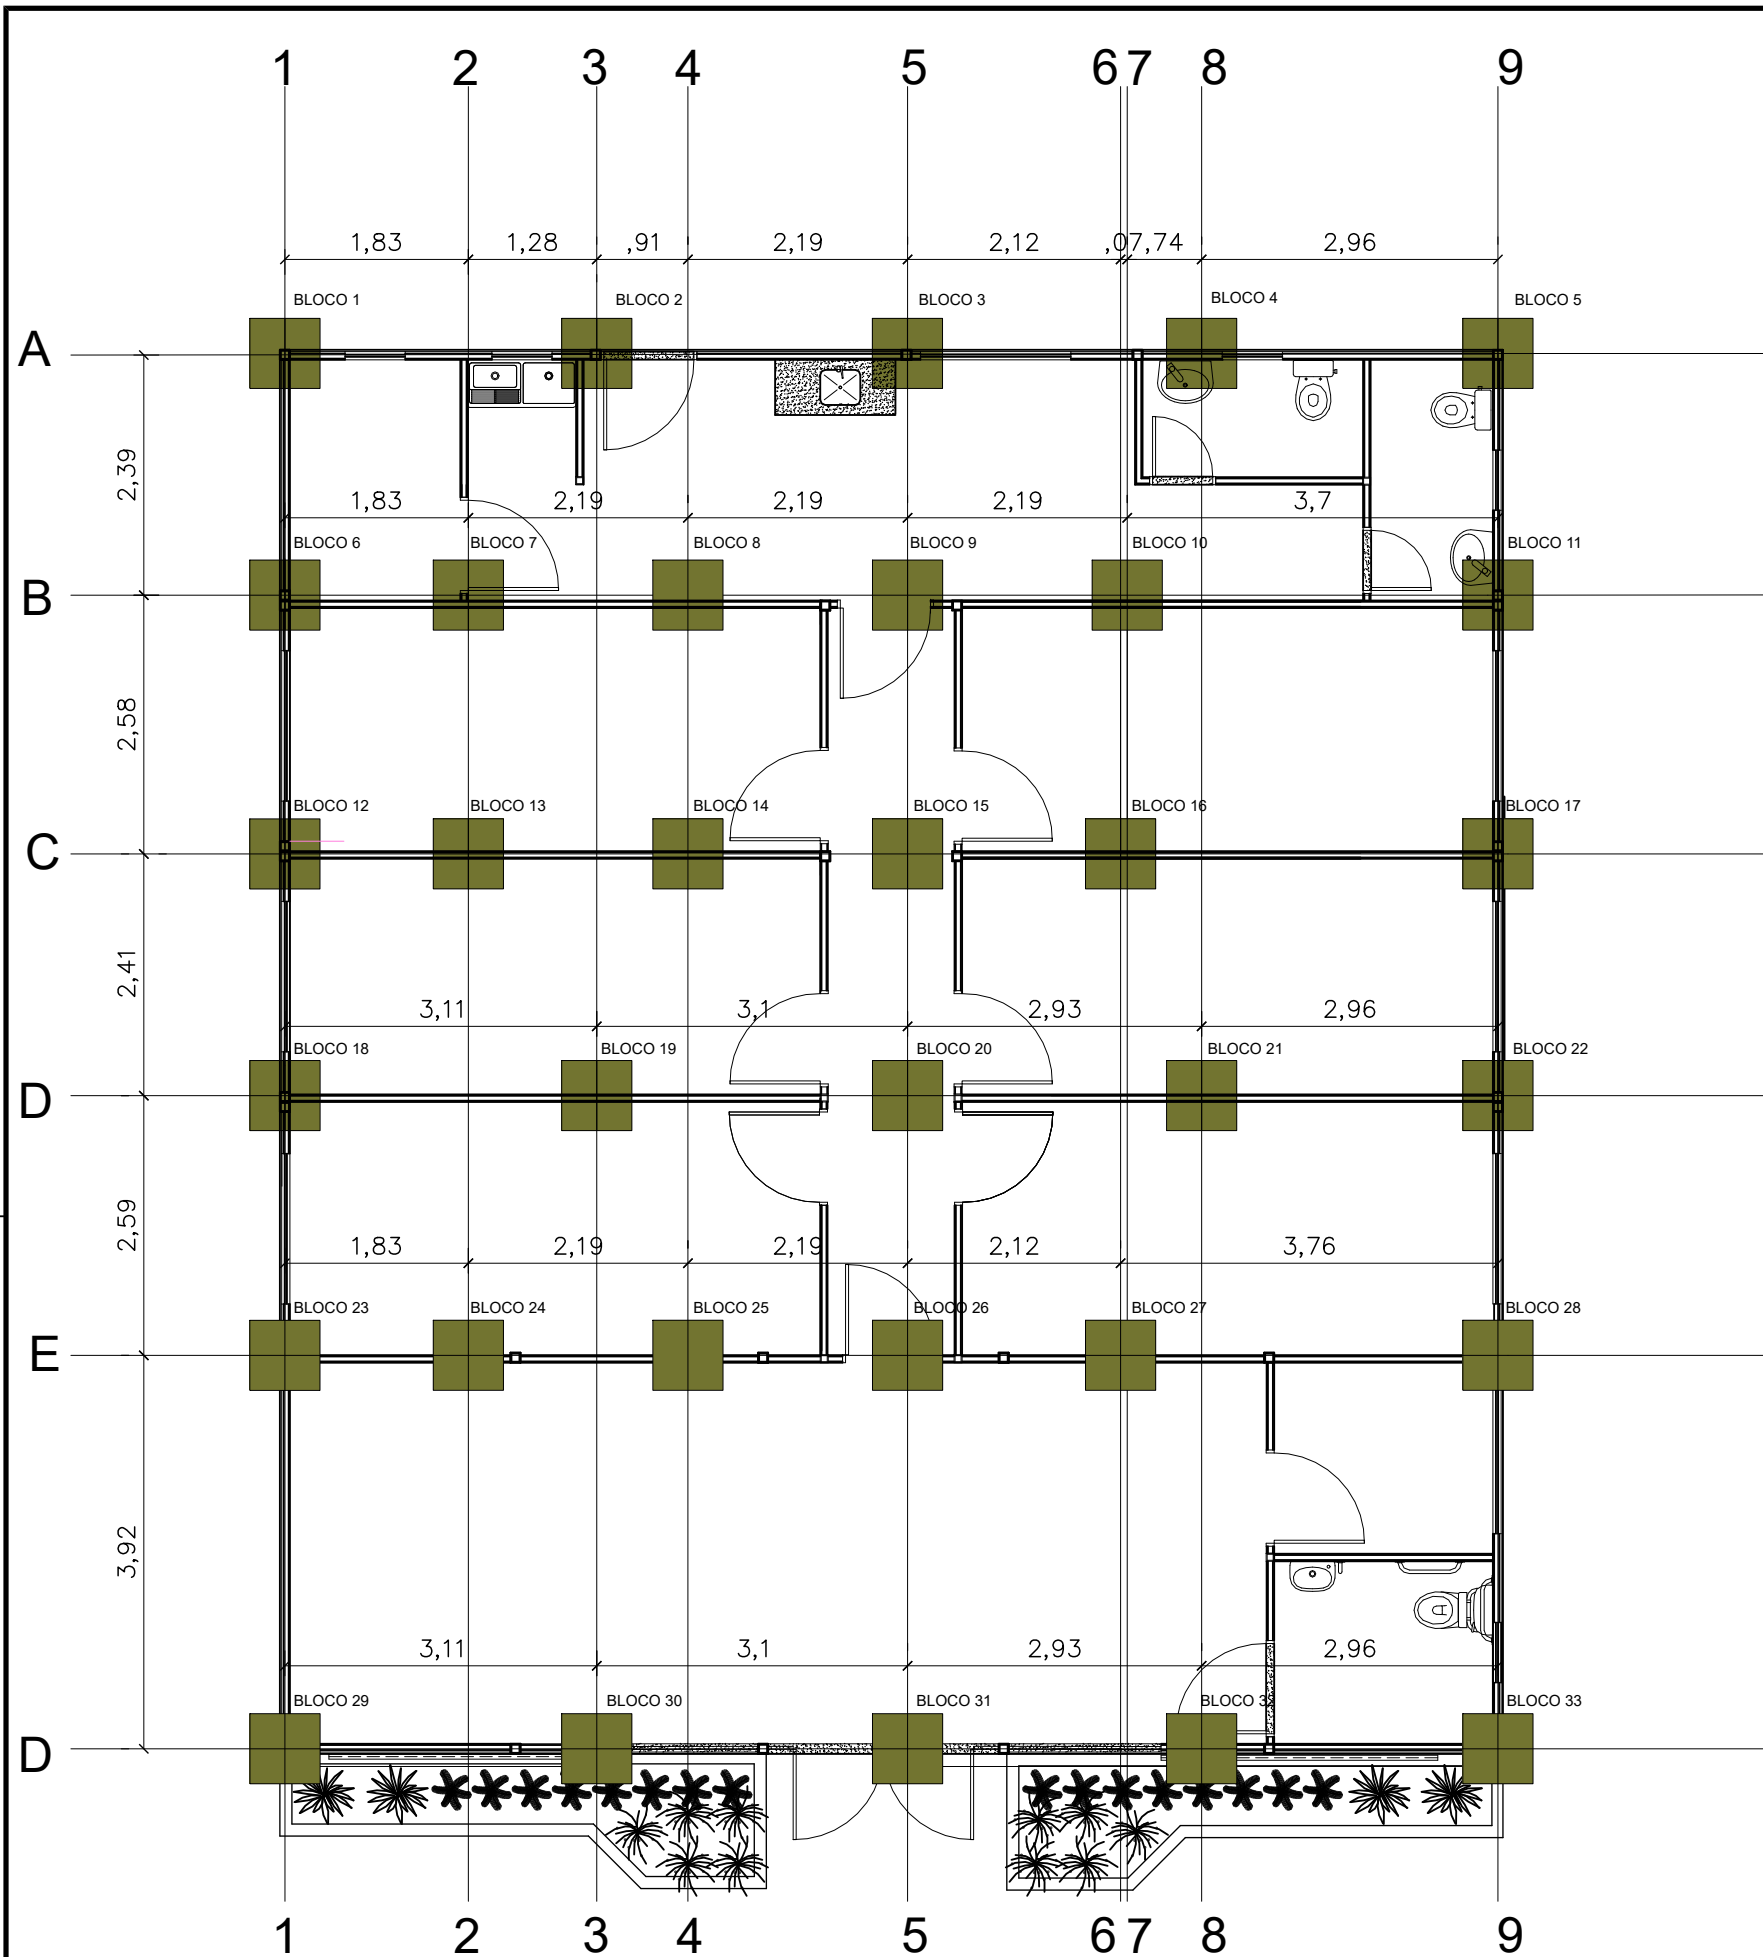 1 2 3 4 5 6 7 8 9
1,83 1,28 ,91 2,19 2,12 ,07 ,74 2,96
BLOCO 1 BLOCO 2 BLOCO 3 BLOCO 4 BLOCO 5
A
2,39
1,83 2,19 2,19 2,19 3,7
BLOCO 6 BLOCO 7 BLOCO 8 BLOCO 9 BLOCO 10 BLOCO 11
B
2,58
BLOCO 12 BLOCO 13 BLOCO 14 BLOCO 15 BLOCO 16 BLOCO 17
C
2,41
3,11 3,1 2,93 2,96
BLOCO 18 BLOCO 19 BLOCO 20 BLOCO 21 BLOCO 22
D
2,59
1,83 2,19 2,19 2,12 3,76
BLOCO 23 BLOCO 24 BLOCO 25 BLOCO 26 BLOCO 27 BLOCO 28
E
3,92
3,11 3,1 2,93 2,96
BLOCO 29 BLOCO 30 BLOCO 31 BLOCO 32 BLOCO 33
D
1 2 3 4 5 6 7 8 9